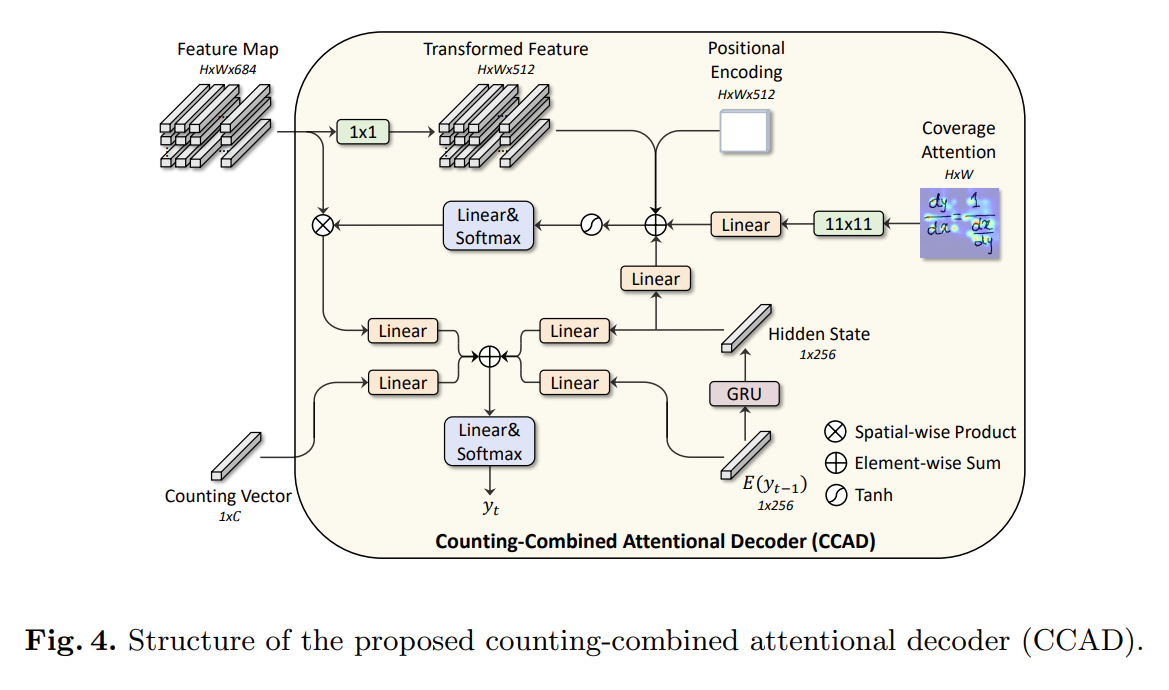 Feature Map
HxWx684
Transformed Feature
HxWx512
Positional
Encoding
HxWx512
Coverage
Attention
HxW
1x1
Linear&
Softmax
Linear
11x11
dy/dx = 1/(dx/dy)
Linear
Linear
Linear
Hidden State
1x256
Linear
Linear
GRU
Linear&
Softmax
Counting Vector
1xC
E(y_{t−1})
1x256
y_t
Spatial-wise Product
Element-wise Sum
Tanh
Counting-Combined Attentional Decoder (CCAD)
Fig. 4. Structure of the proposed counting-combined attentional decoder (CCAD).